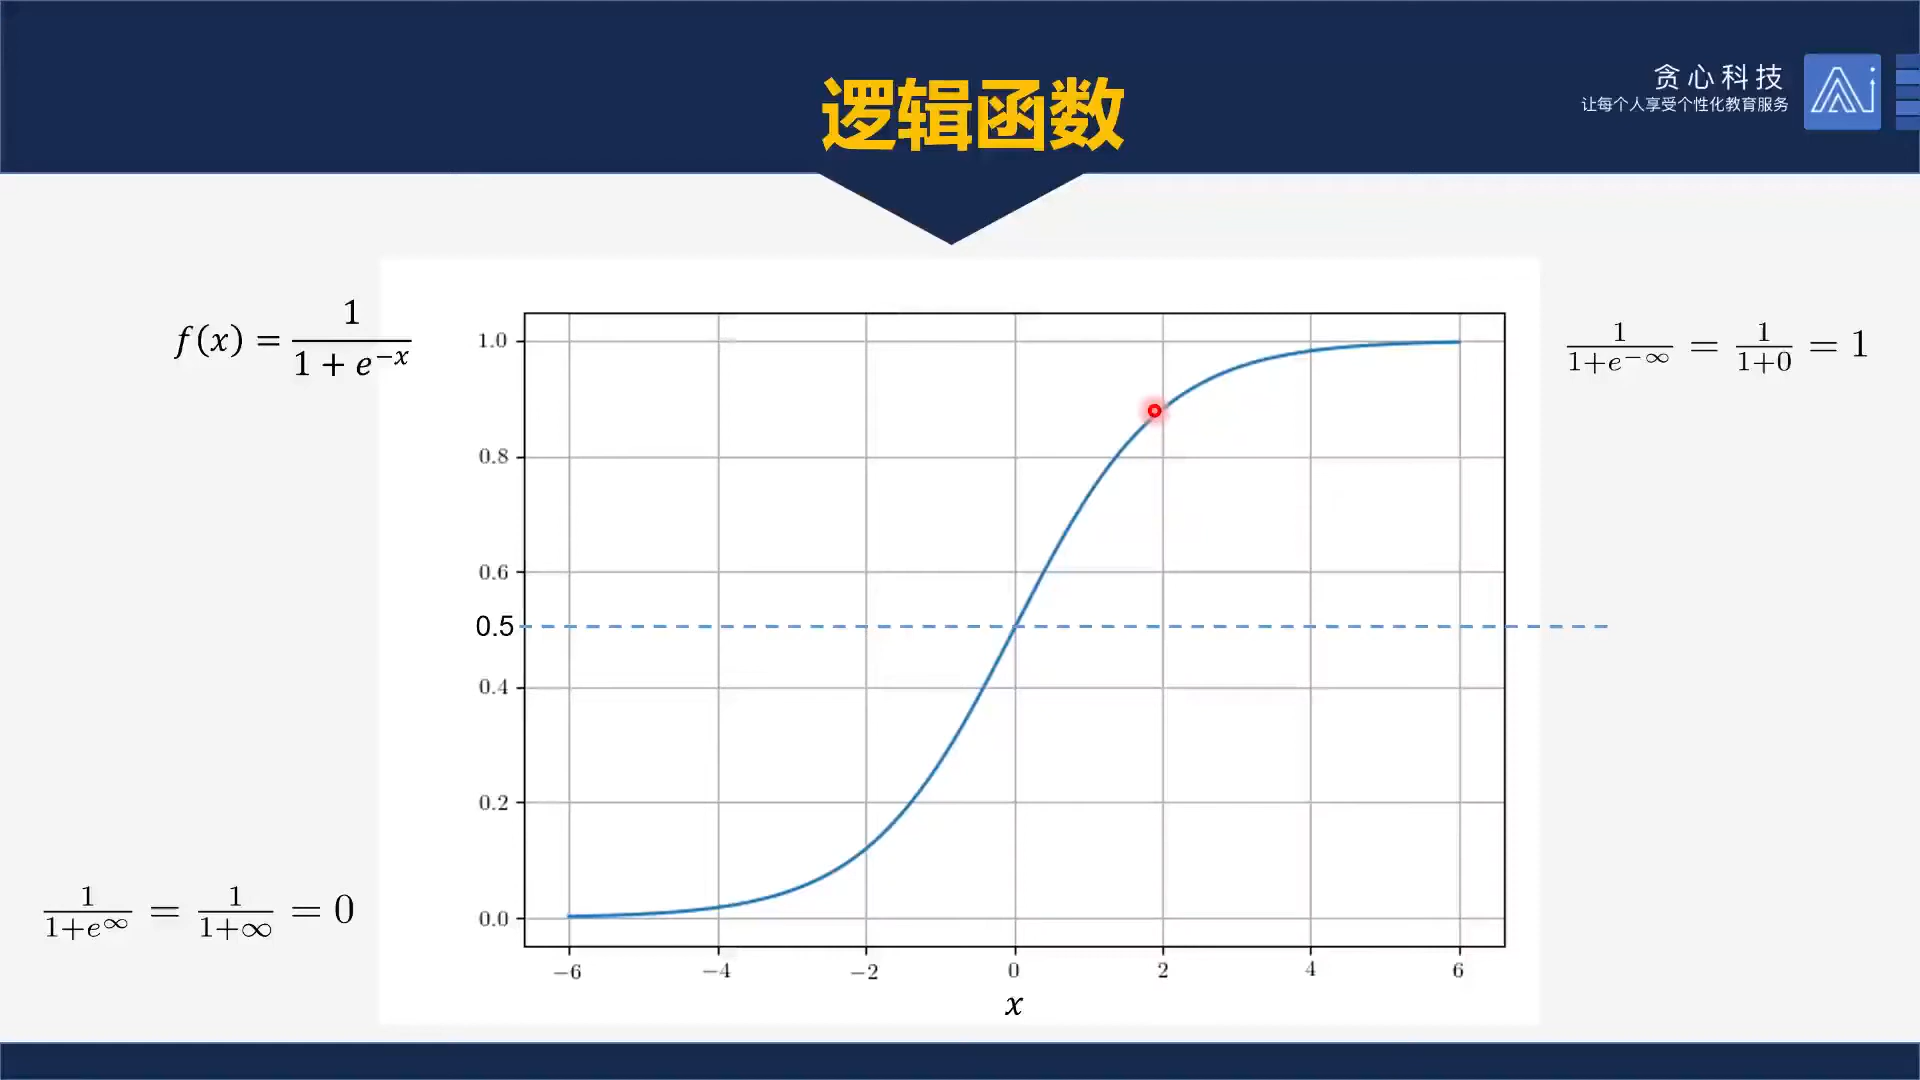 逻辑函数
贪心科技
让每个人享受个性化教育服务
Ai
f(x) = 1 / (1 + e^{-x})
1/(1+e^{-∞}) = 1/(1+0) = 1
1.0
0.8
0.6
0.5
0.4
0.2
0.0
1/(1+e^{∞}) = 1/(1+∞) = 0
−6 −4 −2 0 2 4 6
x